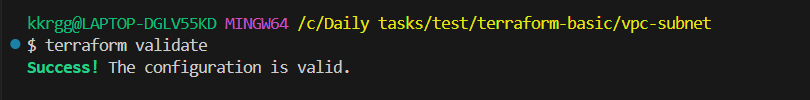 kkrgg@LAPTOP-DGLV55KD MINGW64 /c/Daily tasks/test/terraform-basic/vpc-subnet
$ terraform validate
Success! The configuration is valid.